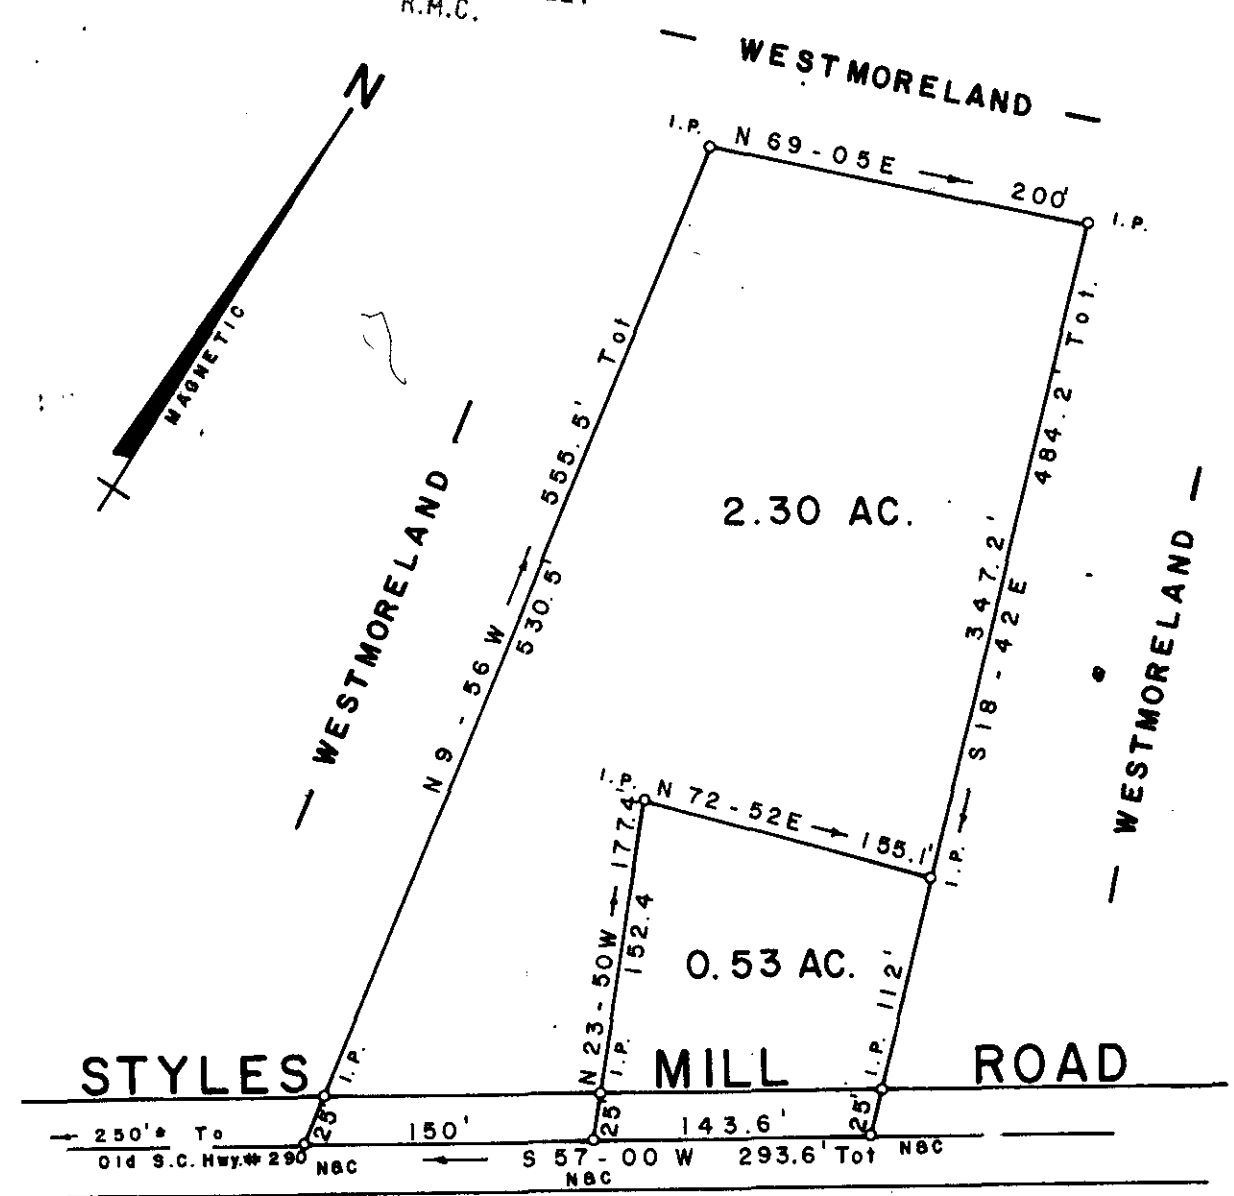 R.M.C.
— WESTMORELAND —
N
I.P. N 69-05E → 200' I.P.
MAGNETIC
555.5' Tot
484.2' Tot.
— WESTMORELAND —
2.30 AC.
N 9 - 56 W →
530.5'
347.2'
S 18 - 42 E
— WESTMORELAND —
I.P. N 72-52E → 155.1' I.P.
N 23-50W → 177.4'
152.4
0.53 AC.
112'
I.P. I.P. I.P.
STYLES MILL ROAD
25' 25' 25'
250'± To
150' 143.6'
Old S.C. Hwy.# 290
N&C S 57-00 W 293.6' Tot N&C
N&C